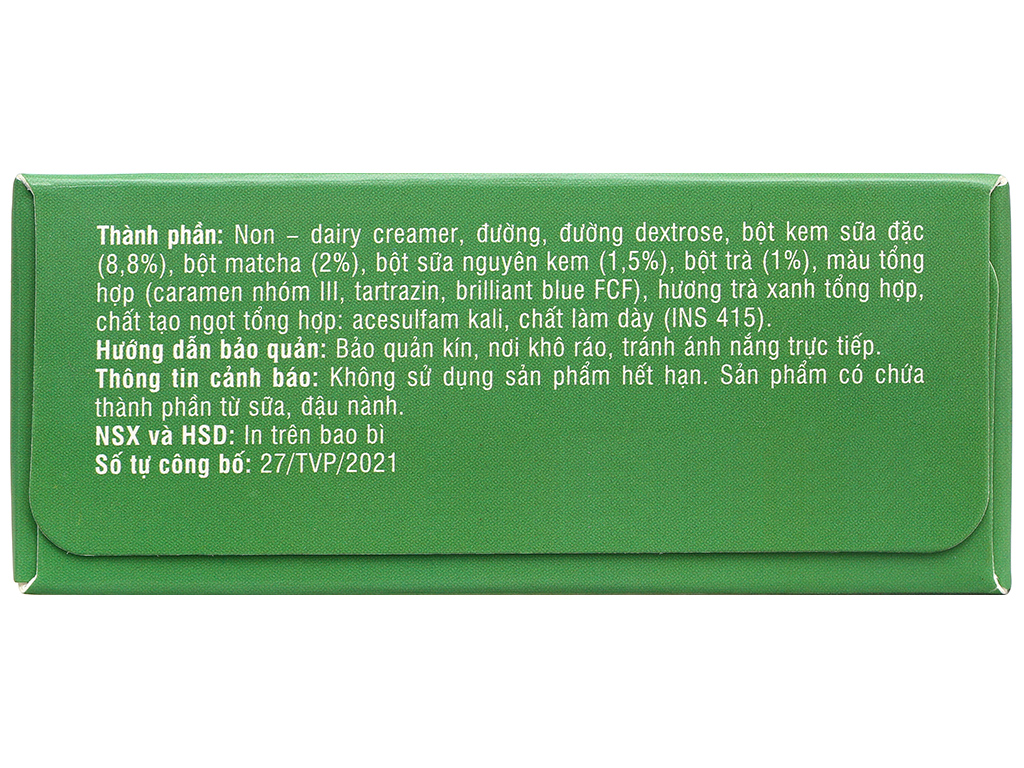 Thành phần: Non – dairy creamer, đường, đường dextrose, bột kem sữa đặc
(8,8%), bột matcha (2%), bột sữa nguyên kem (1,5%), bột trà (1%), màu tổng
hợp (caramen nhóm III, tartrazin, brilliant blue FCF), hương trà xanh tổng hợp,
chất tạo ngọt tổng hợp: acesulfam kali, chất làm dày (INS 415).
Hướng dẫn bảo quản: Bảo quản kín, nơi khô ráo, tránh ánh nắng trực tiếp.
Thông tin cảnh báo: Không sử dụng sản phẩm hết hạn. Sản phẩm có chứa
thành phần từ sữa, đậu nành.
NSX và HSD: In trên bao bì
Số tự công bố: 27/TVP/2021